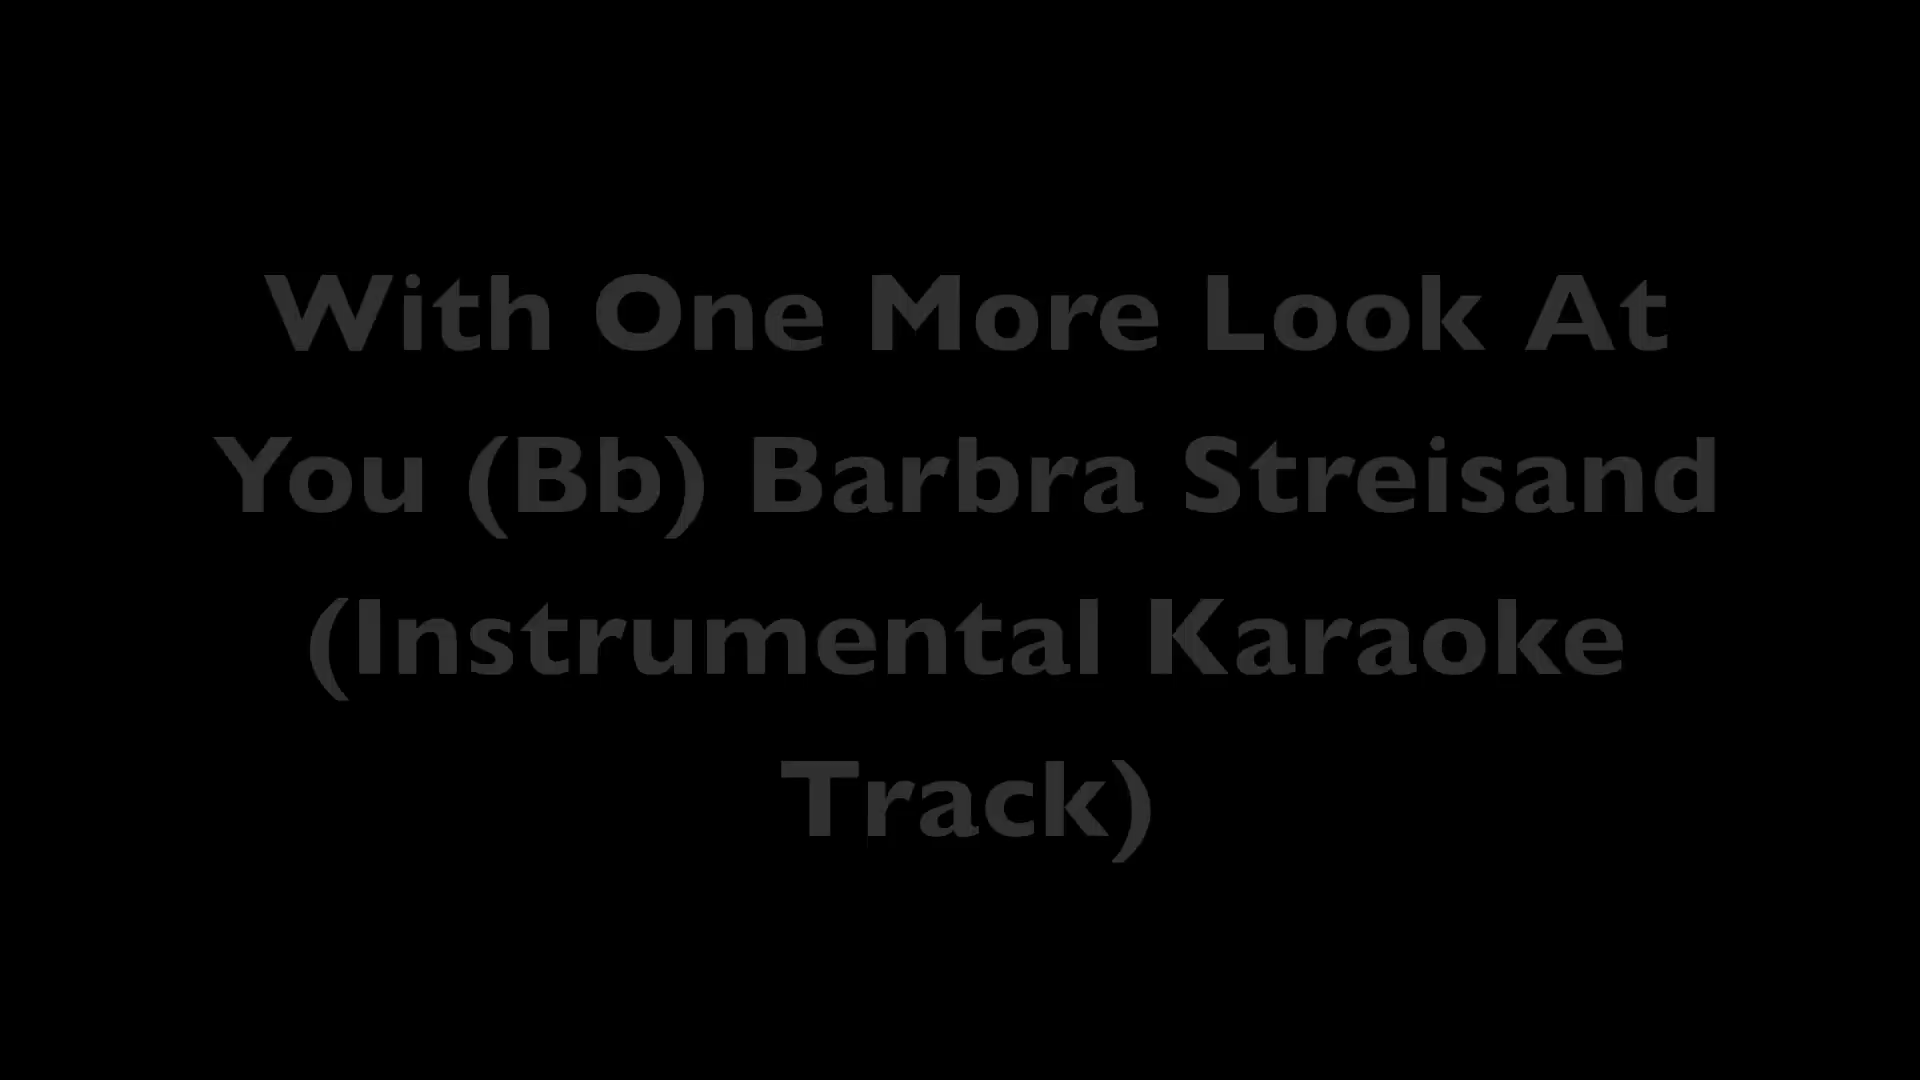 With One More Look At
You (Bb) Barbra Streisand
(Instrumental Karaoke
Track)